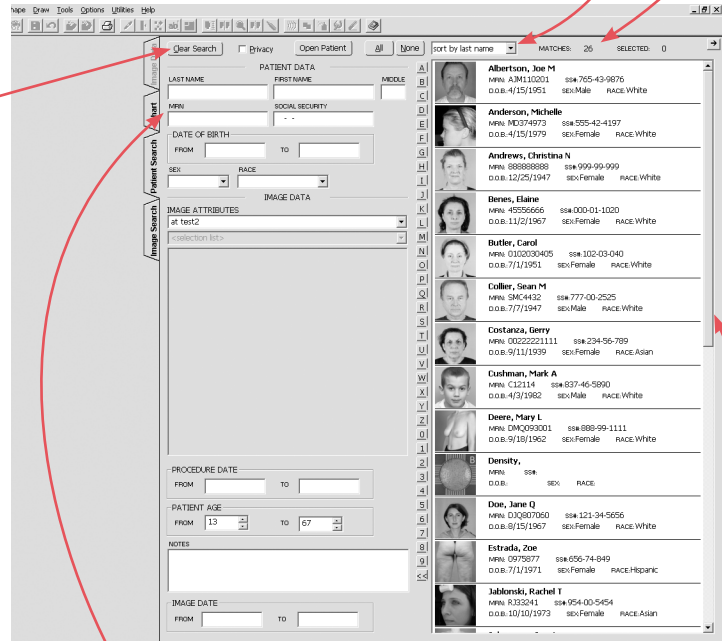 hape Draw Tools Options Utilities Help
Clear Search Privacy Open Patient All None sort by last name MATCHES: 26 SELECTED: 0
PATIENT DATA
LAST NAME FIRST NAME MIDDLE
MRN SOCIAL SECURITY
- -
DATE OF BIRTH
FROM TO
SEX RACE
IMAGE DATA
IMAGE ATTRIBUTES
at test2
<selection list>
PROCEDURE DATE
FROM TO
PATIENT AGE
FROM 13 TO 67
NOTES
IMAGE DATE
FROM TO
Image Data
hart
Patient Search
Image Search
A
B
C
D
E
F
G
H
I
J
K
L
M
N
O
P
Q
R
S
T
U
V
W
X
Y
Z
0
1
2
3
4
5
6
7
8
9
<<
Albertson, Joe M
MRN: AJM110201 SS#:765-43-9876
D.O.B.:4/15/1951 SEX:Male RACE:White
Anderson, Michelle
MRN: MD374973 SS#:555-42-4197
D.O.B.:4/15/1979 SEX:Female RACE:White
Andrews, Christina N
MRN: 888888888 SS#:999-99-999
D.O.B.:12/25/1947 SEX:Female RACE:White
Benes, Elaine
MRN: 45556666 SS#:000-01-1020
D.O.B.:11/2/1967 SEX:Female RACE:White
Butler, Carol
MRN: 0102030405 SS#:102-03-040
D.O.B.:7/1/1951 SEX:Female RACE:White
Collier, Sean M
MRN: SMC4432 SS#:777-00-2525
D.O.B.:7/7/1947 SEX:Male RACE:White
Costanza, Gerry
MRN: 00222221111 SS#:234-56-789
D.O.B.:9/11/1939 SEX:Female RACE:Asian
Cushman, Mark A
MRN: C12114 SS#:837-46-5890
D.O.B.:4/3/1982 SEX:Male RACE:White
Deere, Mary L
MRN: DMQ093001 SS#:888-99-1111
D.O.B.:9/18/1962 SEX:Female RACE:White
B
Density,
MRN: SS#:
D.O.B.: SEX: RACE:
Doe, Jane Q
MRN: DJQ807060 SS#:121-34-5656
D.O.B.:8/15/1967 SEX:Female RACE:White
Estrada, Zoe
MRN: 0975877 SS#:656-74-849
D.O.B.:7/1/1971 SEX:Female RACE:Hispanic
Jablonski, Rachel T
MRN: RJ33241 SS#:954-00-5454
D.O.B.:10/10/1973 SEX:Female RACE:Asian